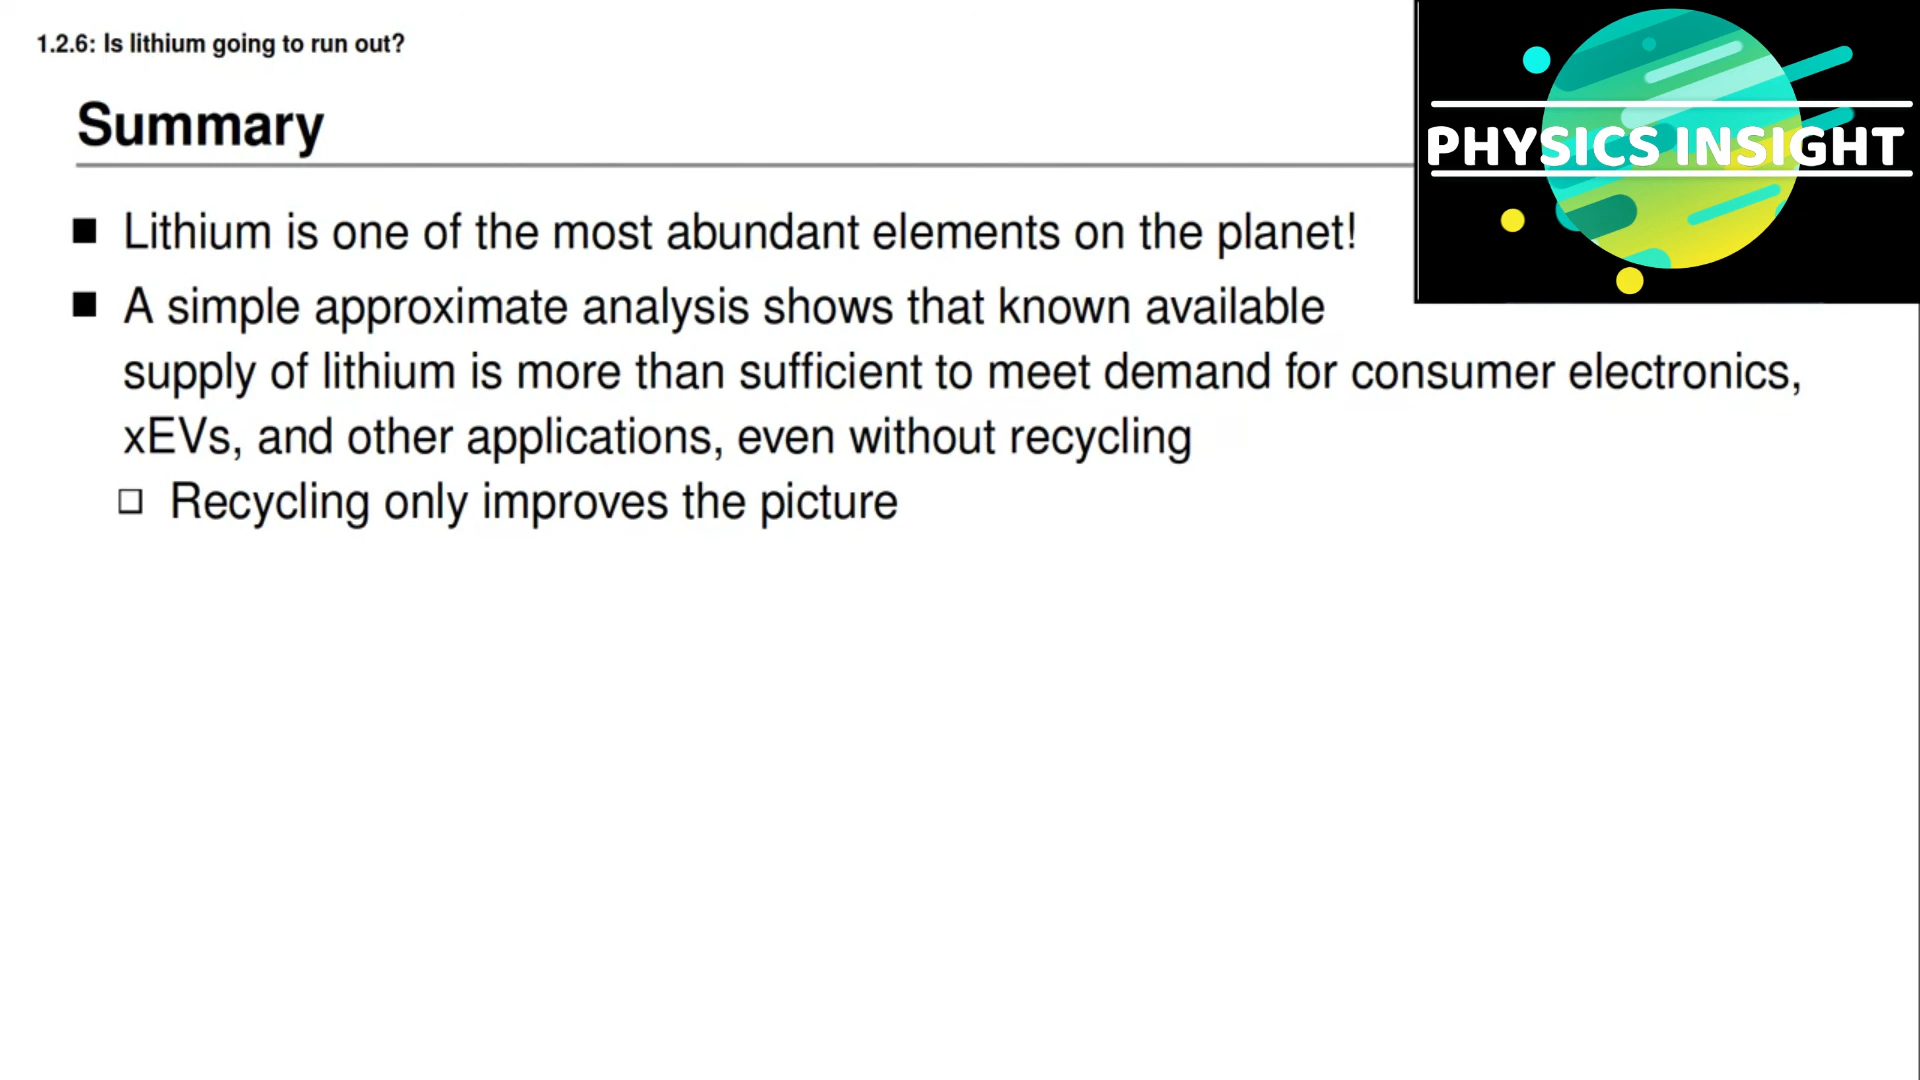 1.2.6: Is lithium going to run out?
Summary
PHYSICS INSIGHT
■ Lithium is one of the most abundant elements on the planet!
■ A simple approximate analysis shows that known available
supply of lithium is more than sufficient to meet demand for consumer electronics,
xEVs, and other applications, even without recycling
□ Recycling only improves the picture